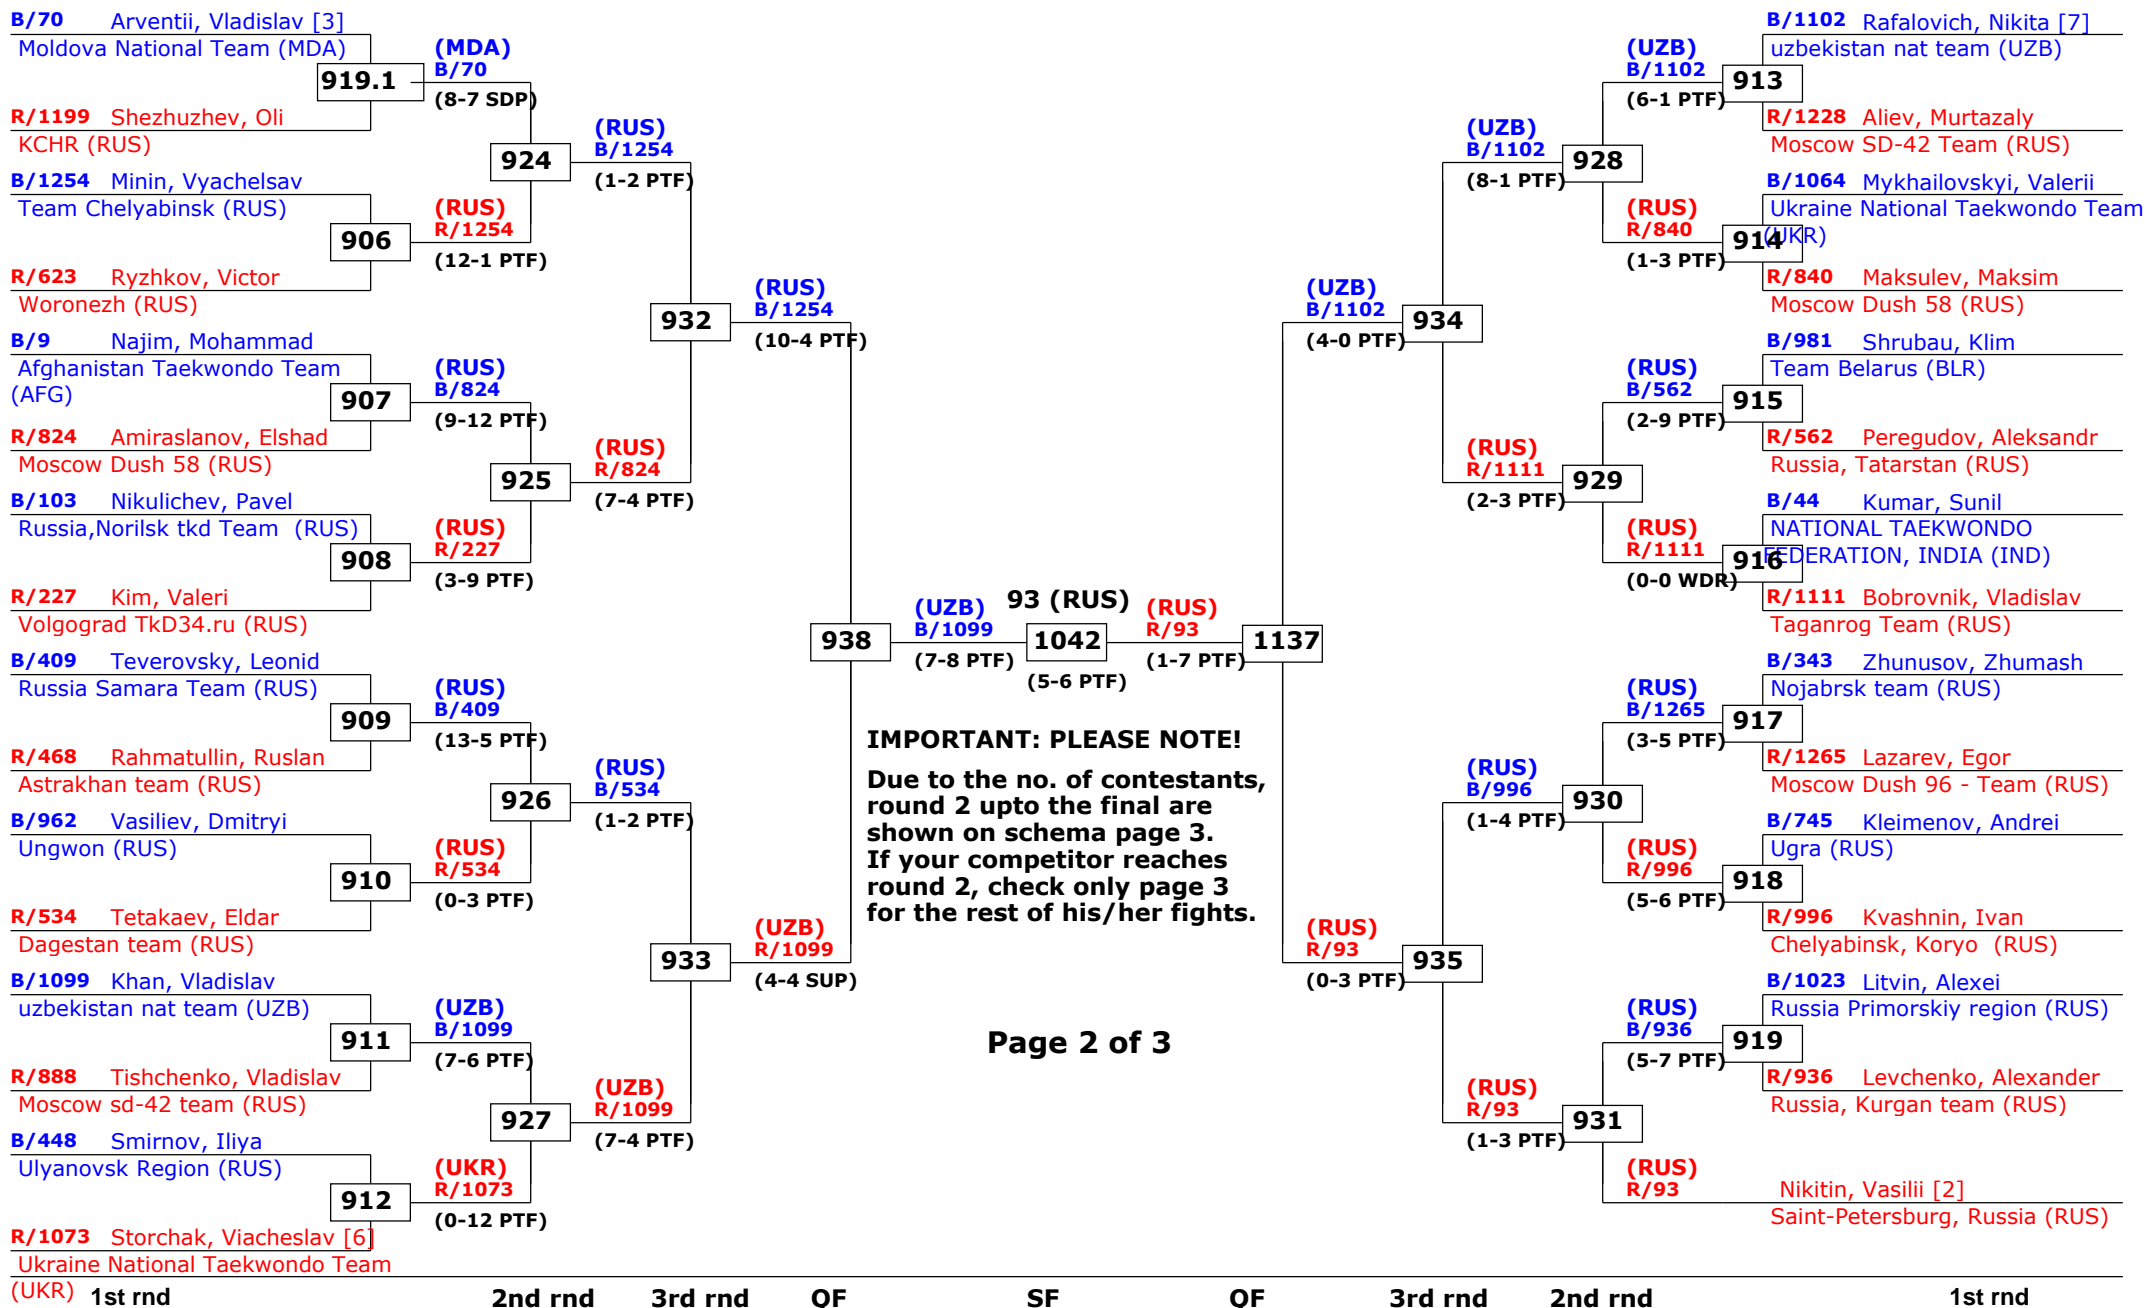 B/70 Arventii, Vladislav [3]
Moldova National Team (MDA)
919.1
R/1199 Shezhuzhev, Oli
KCHR (RUS)
B/1254 Minin, Vyachelsav
Team Chelyabinsk (RUS)
906
R/623 Ryzhkov, Victor
Woronezh (RUS)
B/9 Najim, Mohammad
Afghanistan Taekwondo Team
(AFG)
907
R/824 Amiraslanov, Elshad
Moscow Dush 58 (RUS)
B/103 Nikulichev, Pavel
Russia,Norilsk tkd Team (RUS)
908
R/227 Kim, Valeri
Volgograd TkD34.ru (RUS)
B/409 Teverovsky, Leonid
Russia Samara Team (RUS)
909
R/468 Rahmatullin, Ruslan
Astrakhan team (RUS)
B/962 Vasiliev, Dmitryi
Ungwon (RUS)
910
R/534 Tetakaev, Eldar
Dagestan team (RUS)
B/1099 Khan, Vladislav
uzbekistan nat team (UZB)
911
R/888 Tishchenko, Vladislav
Moscow sd-42 team (RUS)
B/448 Smirnov, Iliya
Ulyanovsk Region (RUS)
912
R/1073 Storchak, Viacheslav [6]
Ukraine National Taekwondo Team
(UKR)
(MDA)
B/70
(8-7 SDP)
924
(RUS)
R/1254
(12-1 PTF)
(RUS)
B/824
(9-12 PTF)
925
(RUS)
R/227
(3-9 PTF)
(RUS)
B/409
(13-5 PTF)
926
(RUS)
R/534
(0-3 PTF)
(UZB)
B/1099
(7-6 PTF)
927
(UKR)
R/1073
(0-12 PTF)
(RUS)
B/1254
(1-2 PTF)
932
(RUS)
R/824
(7-4 PTF)
(RUS)
B/534
(1-2 PTF)
933
(UZB)
R/1099
(7-4 PTF)
(RUS)
B/1254
(10-4 PTF)
938
(UZB)
R/1099
(4-4 SUP)
(UZB)
B/1099
(7-8 PTF)
93 (RUS)
1042
(5-6 PTF)
(RUS)
R/93
(1-7 PTF)
1137
IMPORTANT: PLEASE NOTE!
Due to the no. of contestants,
round 2 upto the final are
shown on schema page 3.
If your competitor reaches
round 2, check only page 3
for the rest of his/her fights.
Page 2 of 3
(UZB)
B/1102
(4-0 PTF)
934
(RUS)
R/93
(0-3 PTF)
935
(UZB)
B/1102
(8-1 PTF)
928
(RUS)
R/1111
(2-3 PTF)
929
(RUS)
B/996
(1-4 PTF)
930
(RUS)
R/93
(1-3 PTF)
931
(UZB)
B/1102
(6-1 PTF)
913
(RUS)
R/840
(1-3 PTF)
914
(RUS)
B/562
(2-9 PTF)
915
(RUS)
R/1111
(0-0 WDR)
916
(RUS)
B/1265
(3-5 PTF)
917
(RUS)
R/996
(5-6 PTF)
918
(RUS)
B/936
(5-7 PTF)
919
(RUS)
R/93
B/1102 Rafalovich, Nikita [7]
uzbekistan nat team (UZB)
R/1228 Aliev, Murtazaly
Moscow SD-42 Team (RUS)
B/1064 Mykhailovskyi, Valerii
Ukraine National Taekwondo Team
(UKR)
R/840 Maksulev, Maksim
Moscow Dush 58 (RUS)
B/981 Shrubau, Klim
Team Belarus (BLR)
R/562 Peregudov, Aleksandr
Russia, Tatarstan (RUS)
B/44 Kumar, Sunil
NATIONAL TAEKWONDO
FEDERATION, INDIA (IND)
R/1111 Bobrovnik, Vladislav
Taganrog Team (RUS)
B/343 Zhunusov, Zhumash
Nojabrsk team (RUS)
R/1265 Lazarev, Egor
Moscow Dush 96 - Team (RUS)
B/745 Kleimenov, Andrei
Ugra (RUS)
R/996 Kvashnin, Ivan
Chelyabinsk, Koryo (RUS)
B/1023 Litvin, Alexei
Russia Primorskiy region (RUS)
R/936 Levchenko, Alexander
Russia, Kurgan team (RUS)
Nikitin, Vasilii [2]
Saint-Petersburg, Russia (RUS)
1st rnd 2nd rnd 3rd rnd QF SF QF 3rd rnd 2nd rnd 1st rnd